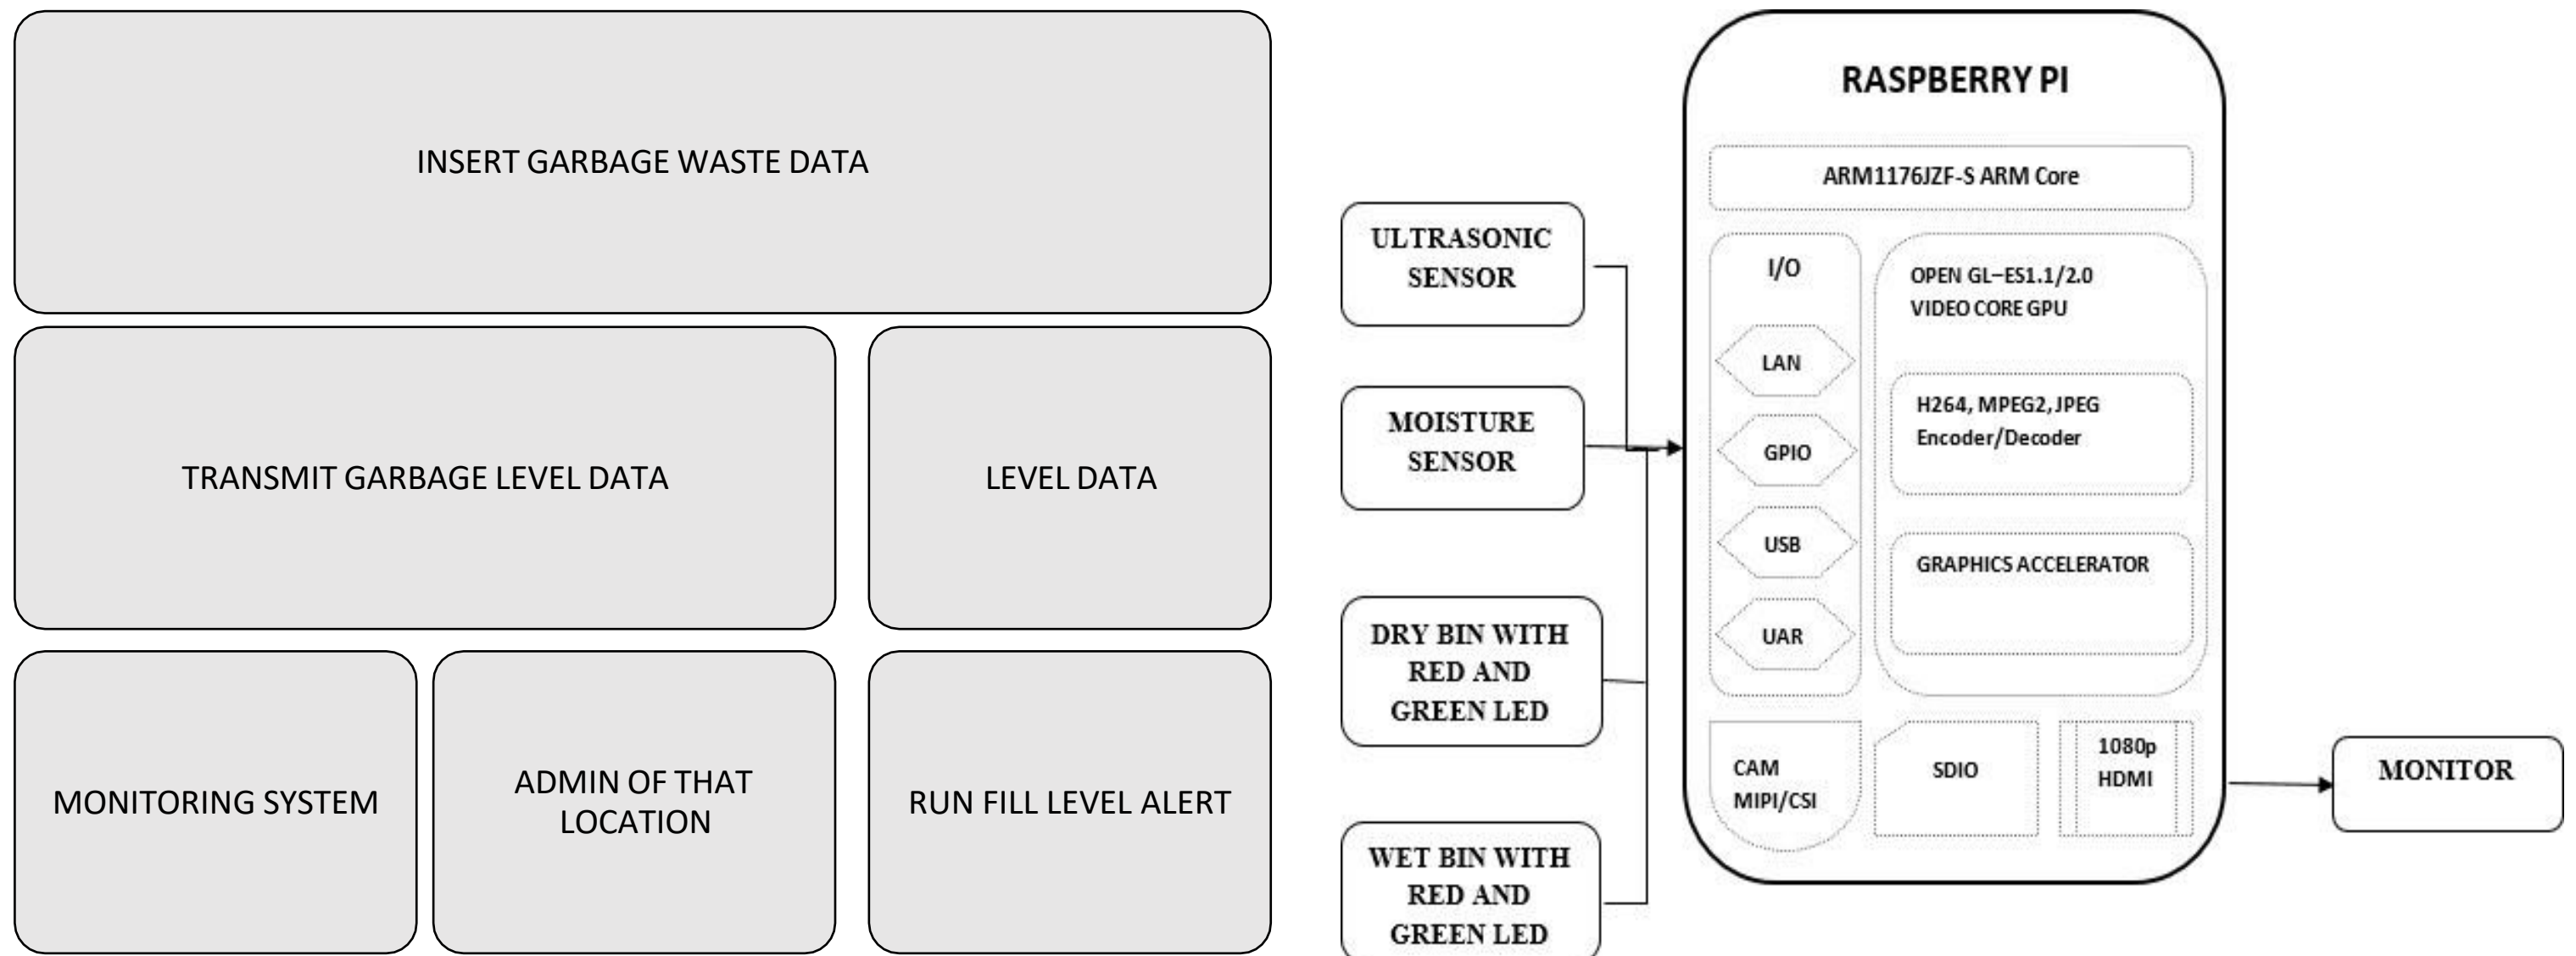 INSERT GARBAGE WASTE DATA
TRANSMIT GARBAGE LEVEL DATA
LEVEL DATA
MONITORING SYSTEM
ADMIN OF THAT
LOCATION
RUN FILL LEVEL ALERT
ULTRASONIC
SENSOR
MOISTURE
SENSOR
DRY BIN WITH
RED AND
GREEN LED
WET BIN WITH
RED AND
GREEN LED
RASPBERRY PI
ARM1176JZF-S ARM Core
I/O
LAN
GPIO
USB
UAR
OPEN GL–ES1.1/2.0
VIDEO CORE GPU
H264, MPEG2, JPEG
Encoder/Decoder
GRAPHICS ACCELERATOR
CAM
MIPI/CSI
SDIO
1080p
HDMI
MONITOR